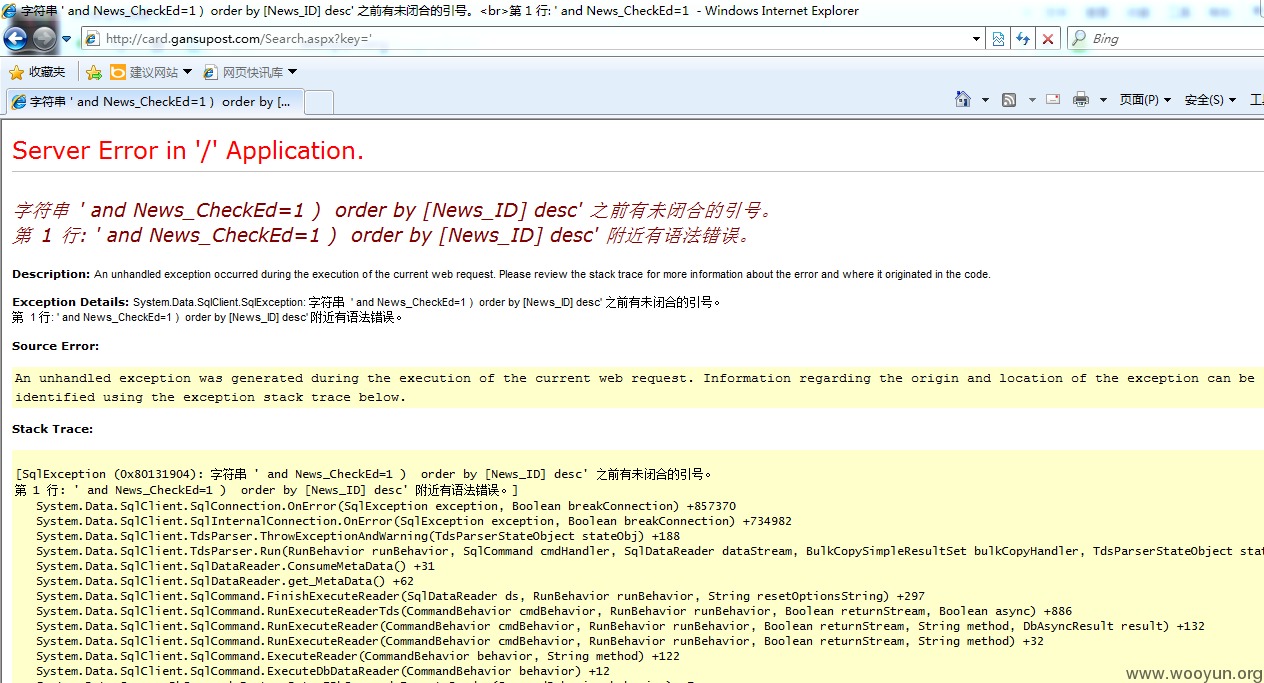 字符串 ' and News_CheckEd=1 ） order by [News_ID] desc' 之前有未闭合的引号。<br>第 1 行: ' and News_CheckEd=1 - Windows Internet Explorer
http://card.gansupost.com/Search.aspx?key='
Bing
收藏夹 建议网站 网页快讯库
字符串 ' and News_CheckEd=1 ） order by [...
页面(P) 安全(S)
Server Error in '/' Application.
字符串 ' and News_CheckEd=1 ） order by [News_ID] desc' 之前有未闭合的引号。
第 1 行: ' and News_CheckEd=1 ） order by [News_ID] desc' 附近有语法错误。
Description: An unhandled exception occurred during the execution of the current web request. Please review the stack trace for more information about the error and where it originated in the code.
Exception Details: System.Data.SqlClient.SqlException: 字符串 ' and News_CheckEd=1 ） order by [News_ID] desc' 之前有未闭合的引号。
第 1 行: ' and News_CheckEd=1 ） order by [News_ID] desc' 附近有语法错误。
Source Error:
An unhandled exception was generated during the execution of the current web request. Information regarding the origin and location of the exception can be
identified using the exception stack trace below.
Stack Trace:
[SqlException (0x80131904): 字符串 ' and News_CheckEd=1 ） order by [News_ID] desc' 之前有未闭合的引号。
第 1 行: ' and News_CheckEd=1 ） order by [News_ID] desc' 附近有语法错误。]
System.Data.SqlClient.SqlConnection.OnError(SqlException exception, Boolean breakConnection) +857370
System.Data.SqlClient.SqlInternalConnection.OnError(SqlException exception, Boolean breakConnection) +734982
System.Data.SqlClient.TdsParser.ThrowExceptionAndWarning(TdsParserStateObject stateObj) +188
System.Data.SqlClient.TdsParser.Run(RunBehavior runBehavior, SqlCommand cmdHandler, SqlDataReader dataStream, BulkCopySimpleResultSet bulkCopyHandler, TdsParserStateObject stat
System.Data.SqlClient.SqlDataReader.ConsumeMetaData() +31
System.Data.SqlClient.SqlDataReader.get_MetaData() +62
System.Data.SqlClient.SqlCommand.FinishExecuteReader(SqlDataReader ds, RunBehavior runBehavior, String resetOptionsString) +297
System.Data.SqlClient.SqlCommand.RunExecuteReaderTds(CommandBehavior cmdBehavior, RunBehavior runBehavior, Boolean returnStream, Boolean async) +886
System.Data.SqlClient.SqlCommand.RunExecuteReader(CommandBehavior cmdBehavior, RunBehavior runBehavior, Boolean returnStream, String method, DbAsyncResult result) +132
System.Data.SqlClient.SqlCommand.RunExecuteReader(CommandBehavior cmdBehavior, RunBehavior runBehavior, Boolean returnStream, String method) +32
System.Data.SqlClient.SqlCommand.ExecuteReader(CommandBehavior behavior, String method) +122
System.Data.SqlClient.SqlCommand.ExecuteDbDataReader(CommandBehavior behavior) +12
www.wooyun.org